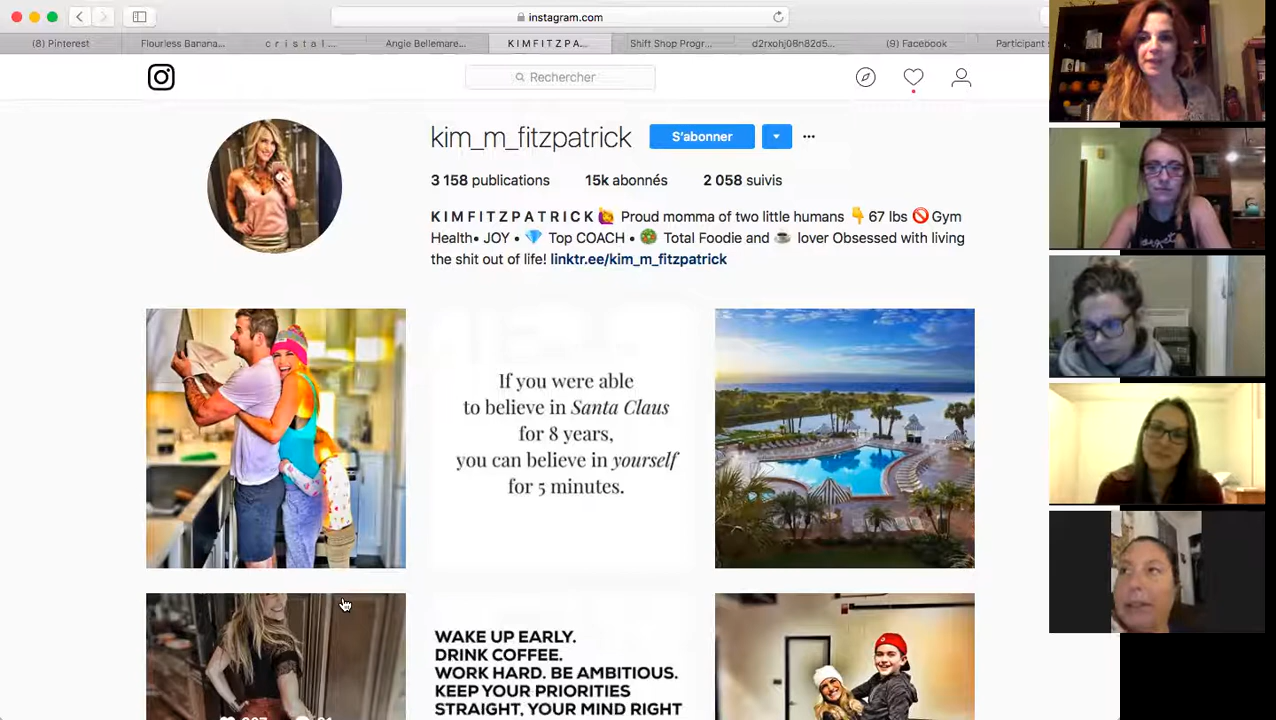 instagram.com
(8) Pinterest
Flourless Banana...
c r i s t a l ...
Angie Bellemare...
K I M F I T Z P A...
Shift Shop Progr...
d2rxohj08n82d5...
(9) Facebook
Participant
Rechercher
kim_m_fitzpatrick
S'abonner
3 158 publications
15k abonnés
2 058 suivis
K I M F I T Z P A T R I C K 🙋 Proud momma of two little humans 👇 67 lbs 🚫 Gym
Health• JOY • 💎 Top COACH • 🥗 Total Foodie and ☕ lover Obsessed with living
the shit out of life! linktr.ee/kim_m_fitzpatrick
If you were able
to believe in Santa Claus
for 8 years,
you can believe in yourself
for 5 minutes.
WAKE UP EARLY.
DRINK COFFEE.
WORK HARD. BE AMBITIOUS.
KEEP YOUR PRIORITIES
STRAIGHT, YOUR MIND RIGHT